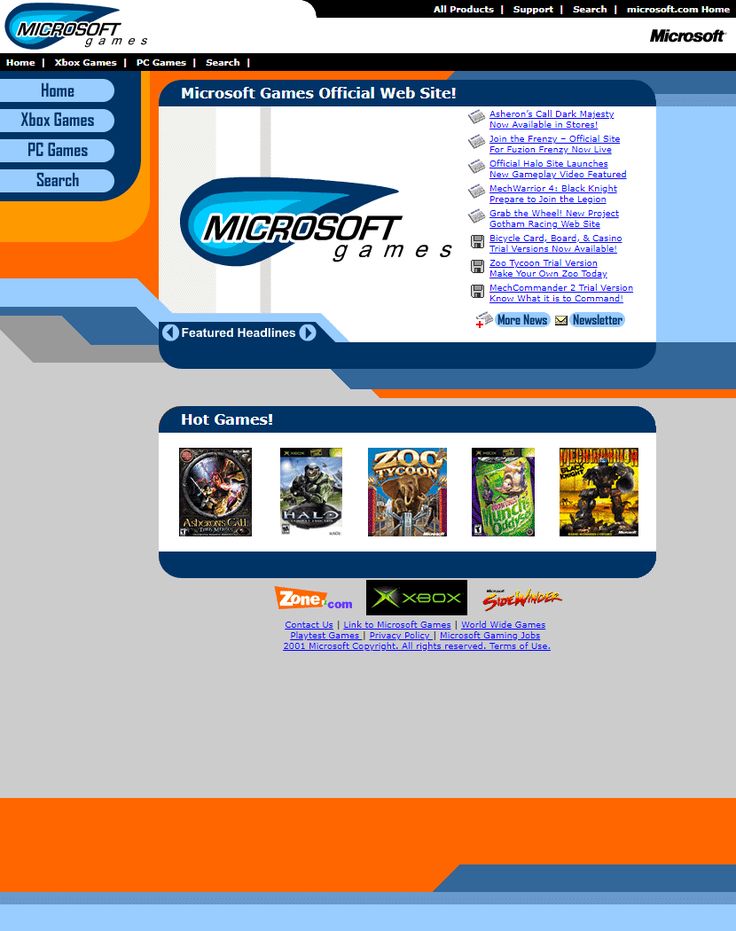 MICROSOFT
games
All Products | Support | Search | microsoft.com Home
Microsoft
Home | Xbox Games | PC Games | Search |
Home
Xbox Games
PC Games
Search
Microsoft Games Official Web Site!
MICROSOFT
games
Asheron's Call Dark Majesty
Now Available in Stores!
Join the Frenzy – Official Site
For Fuzion Frenzy Now Live
Official Halo Site Launches
New Gameplay Video Featured
MechWarrior 4: Black Knight
Prepare to Join the Legion
Grab the Wheel! New Project
Gotham Racing Web Site
Bicycle Card, Board, & Casino
Trial Versions Now Available!
Zoo Tycoon Trial Version
Make Your Own Zoo Today
MechCommander 2 Trial Version
Know What it is to Command!
Featured Headlines
More News
Newsletter
Hot Games!
Asheron's Call
XBOX
HALO
ZOO
TYCOON
Microsoft
XBOX
Munch's
Oddysee
BLACK
KNIGHT
Zone.com
XBOX
Microsoft
SideWinder
Contact Us | Link to Microsoft Games | World Wide Games
Playtest Games | Privacy Policy | Microsoft Gaming Jobs
2001 Microsoft Copyright. All rights reserved. Terms of Use.